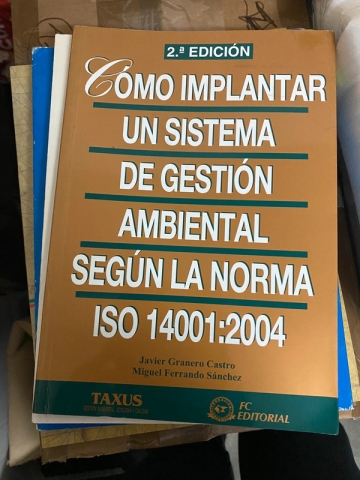 2.ª EDICIÓN
CÓMO IMPLANTAR
UN SISTEMA
DE GESTIÓN
AMBIENTAL
SEGÚN LA NORMA
ISO 14001:2004
Javier Granero Castro
Miguel Ferrando Sánchez
TAXUS
FC
EDITORIAL